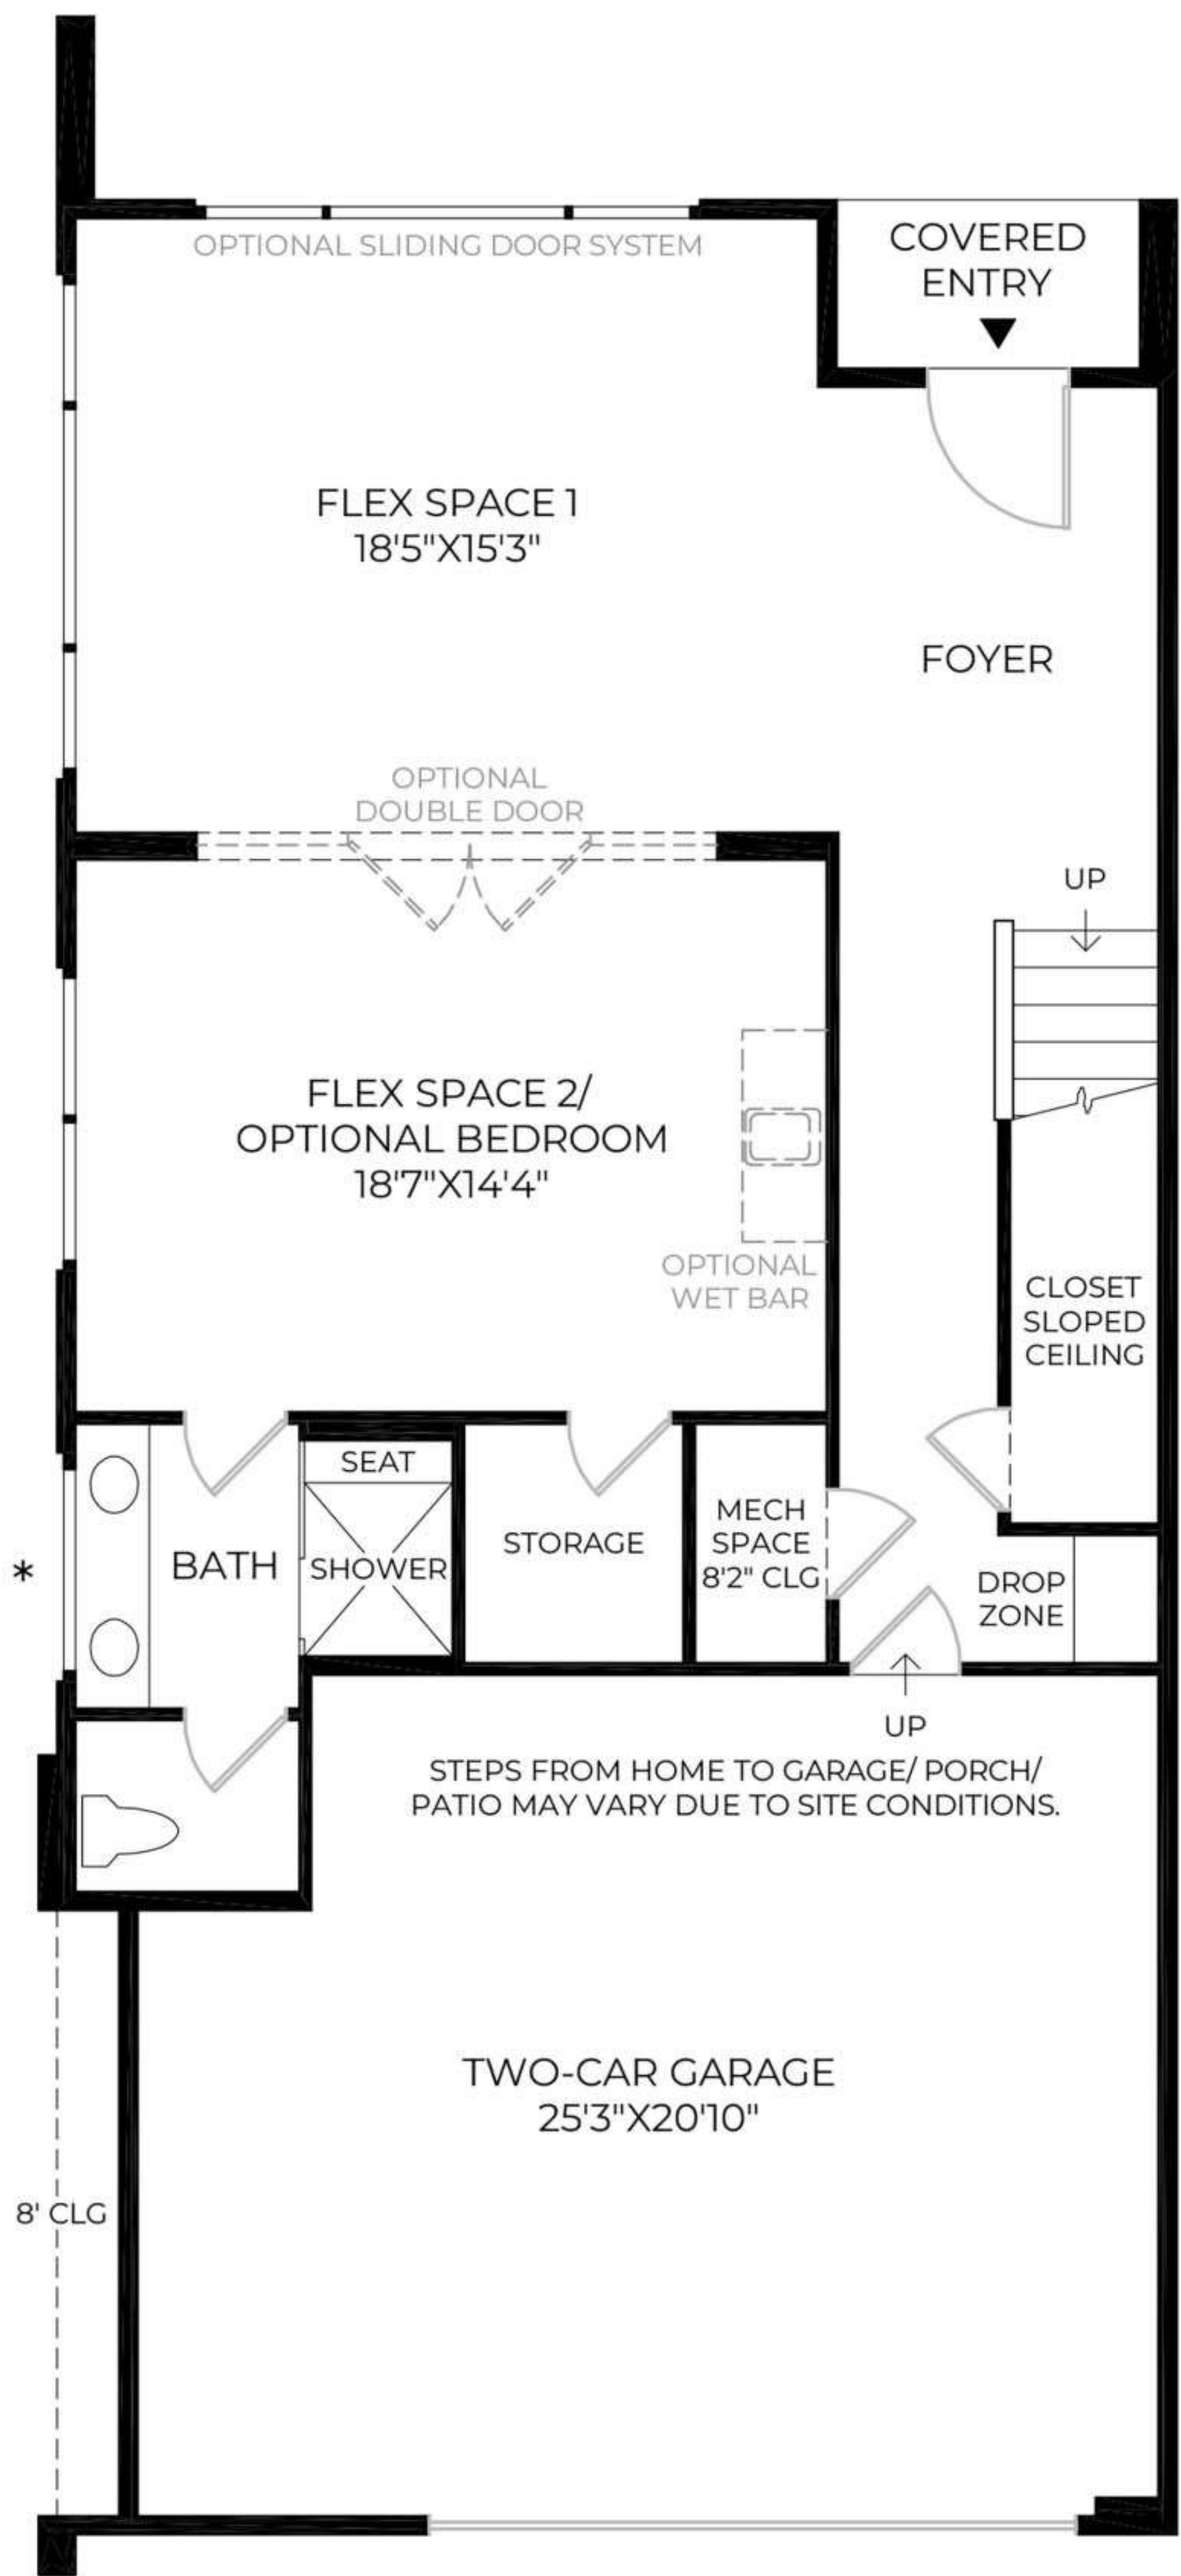 OPTIONAL SLIDING DOOR SYSTEM
COVERED
ENTRY
FLEX SPACE 1
18'5"X15'3"
FOYER
OPTIONAL
DOUBLE DOOR
UP
FLEX SPACE 2/
OPTIONAL BEDROOM
18'7"X14'4"
OPTIONAL
WET BAR
CLOSET
SLOPED
CEILING
SEAT
SHOWER
BATH
*
STORAGE
MECH
SPACE
8'2" CLG
DROP
ZONE
UP
STEPS FROM HOME TO GARAGE/ PORCH/
PATIO MAY VARY DUE TO SITE CONDITIONS.
TWO-CAR GARAGE
25'3"X20'10"
8' CLG